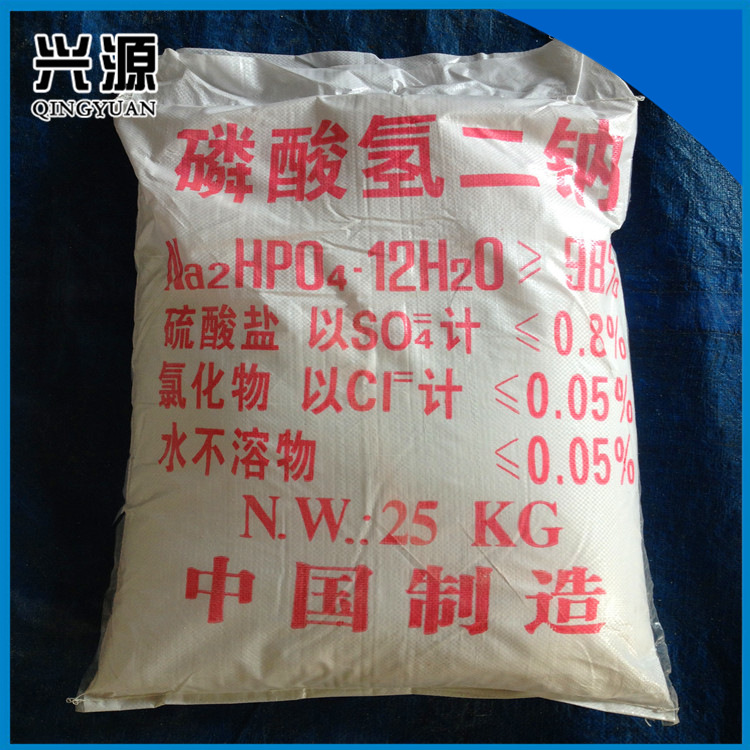 兴源
QINGYUAN
磷酸氢二钠
Na2HPO4-12H2O ≥ 98%
硫酸盐 以SO4= 计 ≤0.8%
氯化物 以Cl= 计 ≤0.05%
水不溶物 ≤0.05%
N.W.:25 KG
中国制造